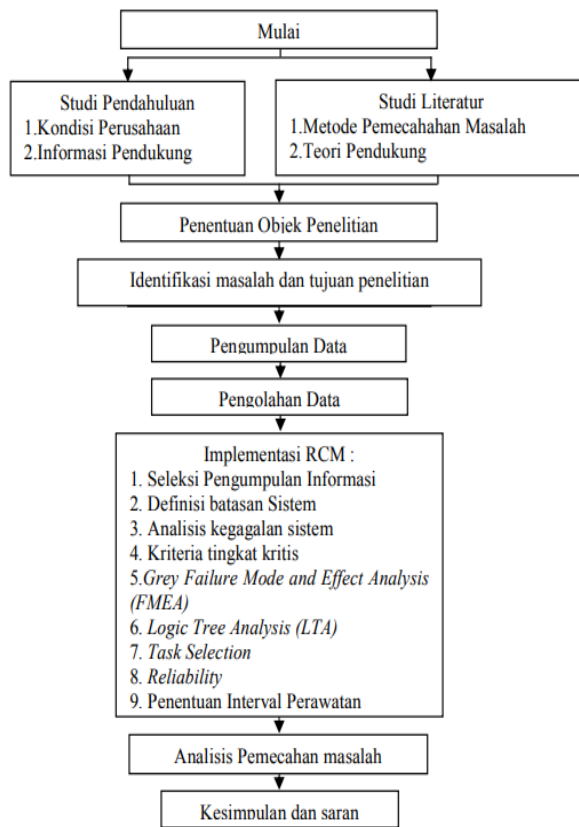 Mulai
Studi Pendahuluan
1.Kondisi Perusahaan
2.Informasi Pendukung
Studi Literatur
1.Metode Pemecahahan Masalah
2.Teori Pendukung
Penentuan Objek Penelitian
Identifikasi masalah dan tujuan penelitian
Pengumpulan Data
Pengolahan Data
Implementasi RCM :
1. Seleksi Pengumpulan Informasi
2. Definisi batasan Sistem
3. Analisis kegagalan sistem
4. Kriteria tingkat kritis
5.Grey Failure Mode and Effect Analysis
(FMEA)
6. Logic Tree Analysis (LTA)
7. Task Selection
8. Reliability
9. Penentuan Interval Perawatan
Analisis Pemecahan masalah
Kesimpulan dan saran